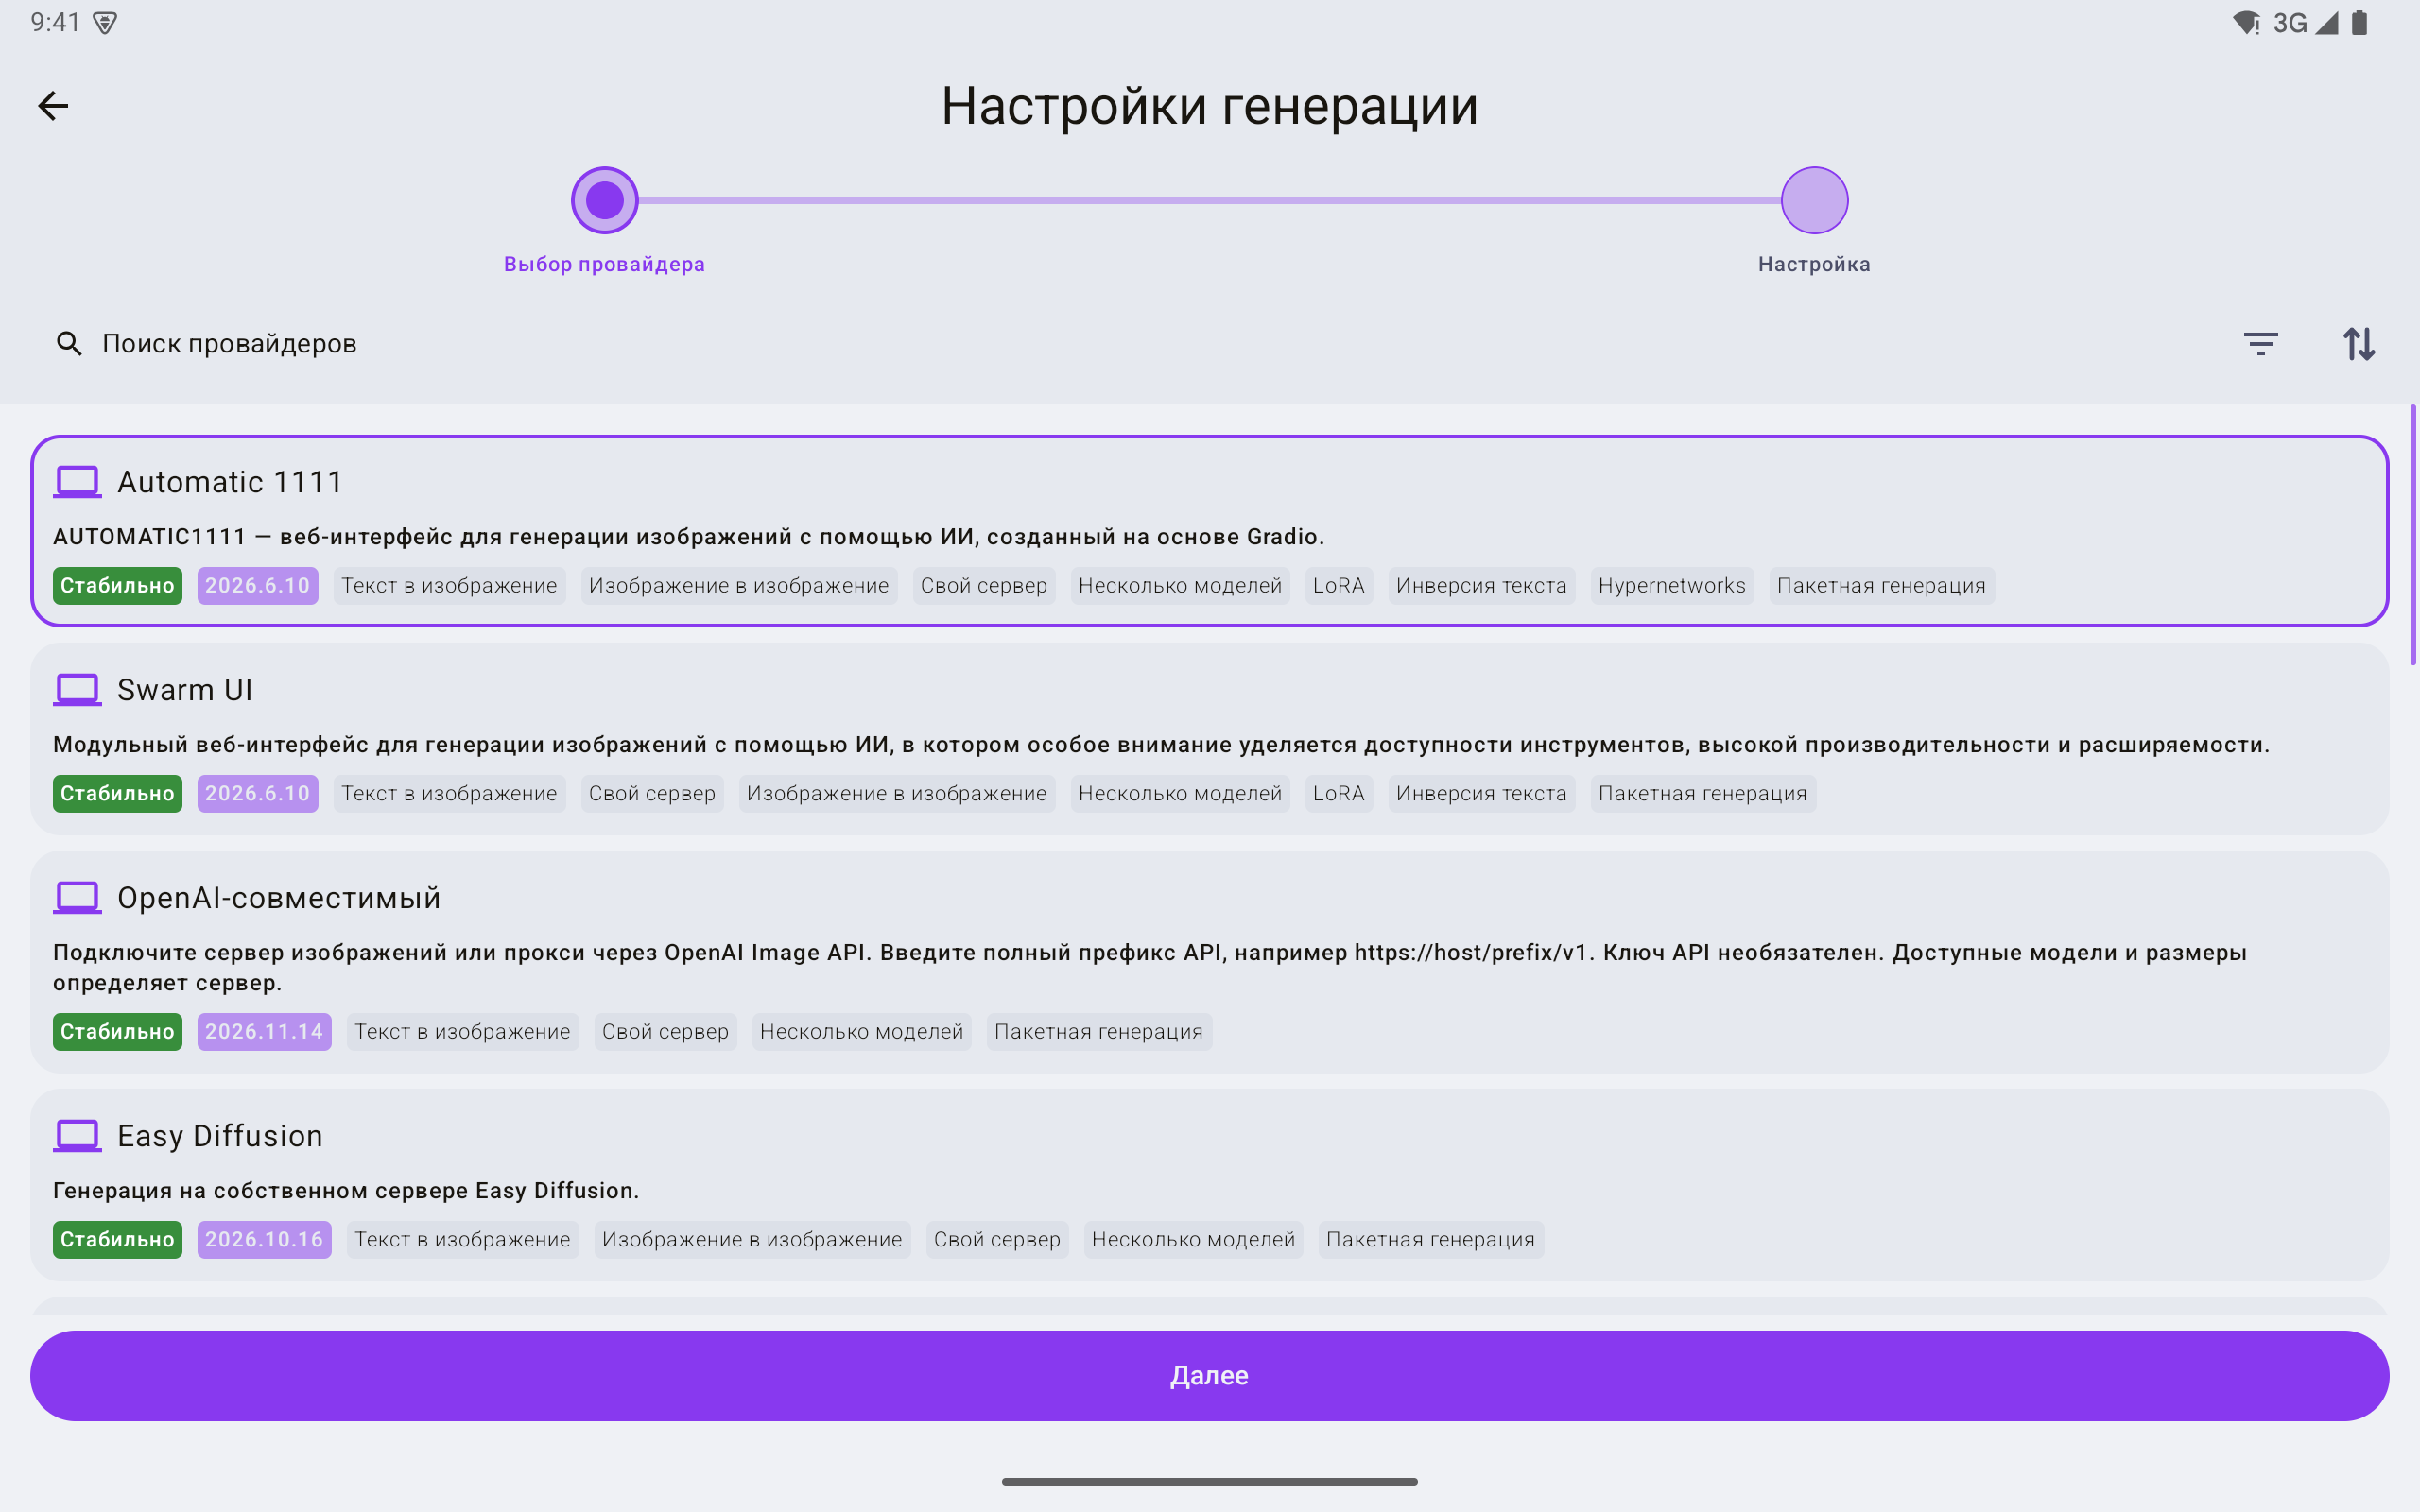 9:41
3G
Настройки генерации
Выбор провайдера
Настройка
Поиск провайдеров
Automatic 1111
AUTOMATIC1111 — веб-интерфейс для генерации изображений с помощью ИИ, созданный на основе Gradio.
Стабильно 2026.6.10 Текст в изображение Изображение в изображение Свой сервер Несколько моделей LoRA Инверсия текста Hypernetworks Пакетная генерация
Swarm UI
Модульный веб-интерфейс для генерации изображений с помощью ИИ, в котором особое внимание уделяется доступности инструментов, высокой производительности и расширяемости.
Стабильно 2026.6.10 Текст в изображение Свой сервер Изображение в изображение Несколько моделей LoRA Инверсия текста Пакетная генерация
OpenAI-совместимый
Подключите сервер изображений или прокси через OpenAI Image API. Введите полный префикс API, например https://host/prefix/v1. Ключ API необязателен. Доступные модели и размеры
определяет сервер.
Стабильно 2026.11.14 Текст в изображение Свой сервер Несколько моделей Пакетная генерация
Easy Diffusion
Генерация на собственном сервере Easy Diffusion.
Стабильно 2026.10.16 Текст в изображение Изображение в изображение Свой сервер Несколько моделей Пакетная генерация
Далее